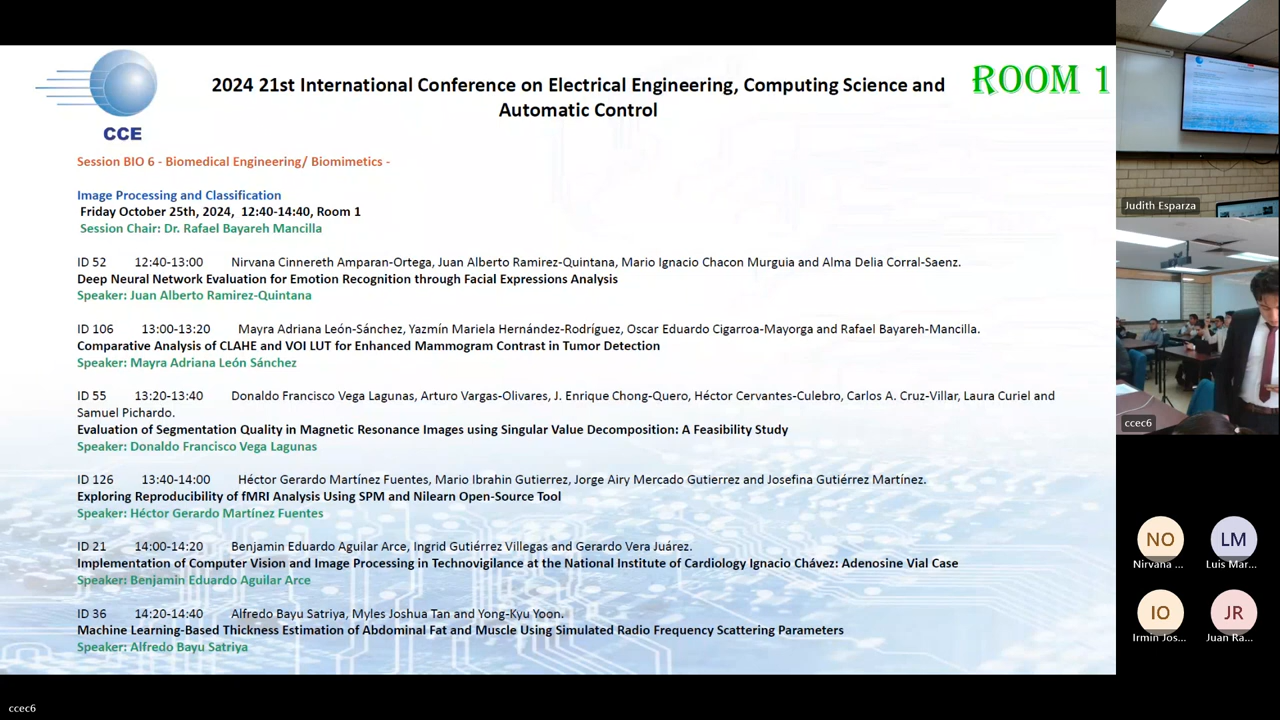 2024 21st International Conference on Electrical Engineering, Computing Science and
Automatic Control
ROOM 1
CCE
Session BIO 6 - Biomedical Engineering/ Biomimetics -
Image Processing and Classification
Friday October 25th, 2024, 12:40-14:40, Room 1
Session Chair: Dr. Rafael Bayareh Mancilla
ID 52 12:40-13:00 Nirvana Cinnereth Amparan-Ortega, Juan Alberto Ramirez-Quintana, Mario Ignacio Chacon Murguia and Alma Delia Corral-Saenz.
Deep Neural Network Evaluation for Emotion Recognition through Facial Expressions Analysis
Speaker: Juan Alberto Ramirez-Quintana
ID 106 13:00-13:20 Mayra Adriana León-Sánchez, Yazmín Mariela Hernández-Rodríguez, Oscar Eduardo Cigarroa-Mayorga and Rafael Bayareh-Mancilla.
Comparative Analysis of CLAHE and VOI LUT for Enhanced Mammogram Contrast in Tumor Detection
Speaker: Mayra Adriana León Sánchez
ID 55 13:20-13:40 Donaldo Francisco Vega Lagunas, Arturo Vargas-Olivares, J. Enrique Chong-Quero, Héctor Cervantes-Culebro, Carlos A. Cruz-Villar, Laura Curiel and
Samuel Pichardo.
Evaluation of Segmentation Quality in Magnetic Resonance Images using Singular Value Decomposition: A Feasibility Study
Speaker: Donaldo Francisco Vega Lagunas
ID 126 13:40-14:00 Héctor Gerardo Martínez Fuentes, Mario Ibrahin Gutierrez, Jorge Airy Mercado Gutierrez and Josefina Gutiérrez Martínez.
Exploring Reproducibility of fMRI Analysis Using SPM and Nilearn Open-Source Tool
Speaker: Héctor Gerardo Martínez Fuentes
ID 21 14:00-14:20 Benjamin Eduardo Aguilar Arce, Ingrid Gutiérrez Villegas and Gerardo Vera Juárez.
Implementation of Computer Vision and Image Processing in Technovigilance at the National Institute of Cardiology Ignacio Chávez: Adenosine Vial Case
Speaker: Benjamin Eduardo Aguilar Arce
ID 36 14:20-14:40 Alfredo Bayu Satriya, Myles Joshua Tan and Yong-Kyu Yoon.
Machine Learning-Based Thickness Estimation of Abdominal Fat and Muscle Using Simulated Radio Frequency Scattering Parameters
Speaker: Alfredo Bayu Satriya
Judith Esparza
ccec6
NO LM
Nirvana ... Luis Mar...
IO JR
Irmin Jos... Juan Ra...
ccec6